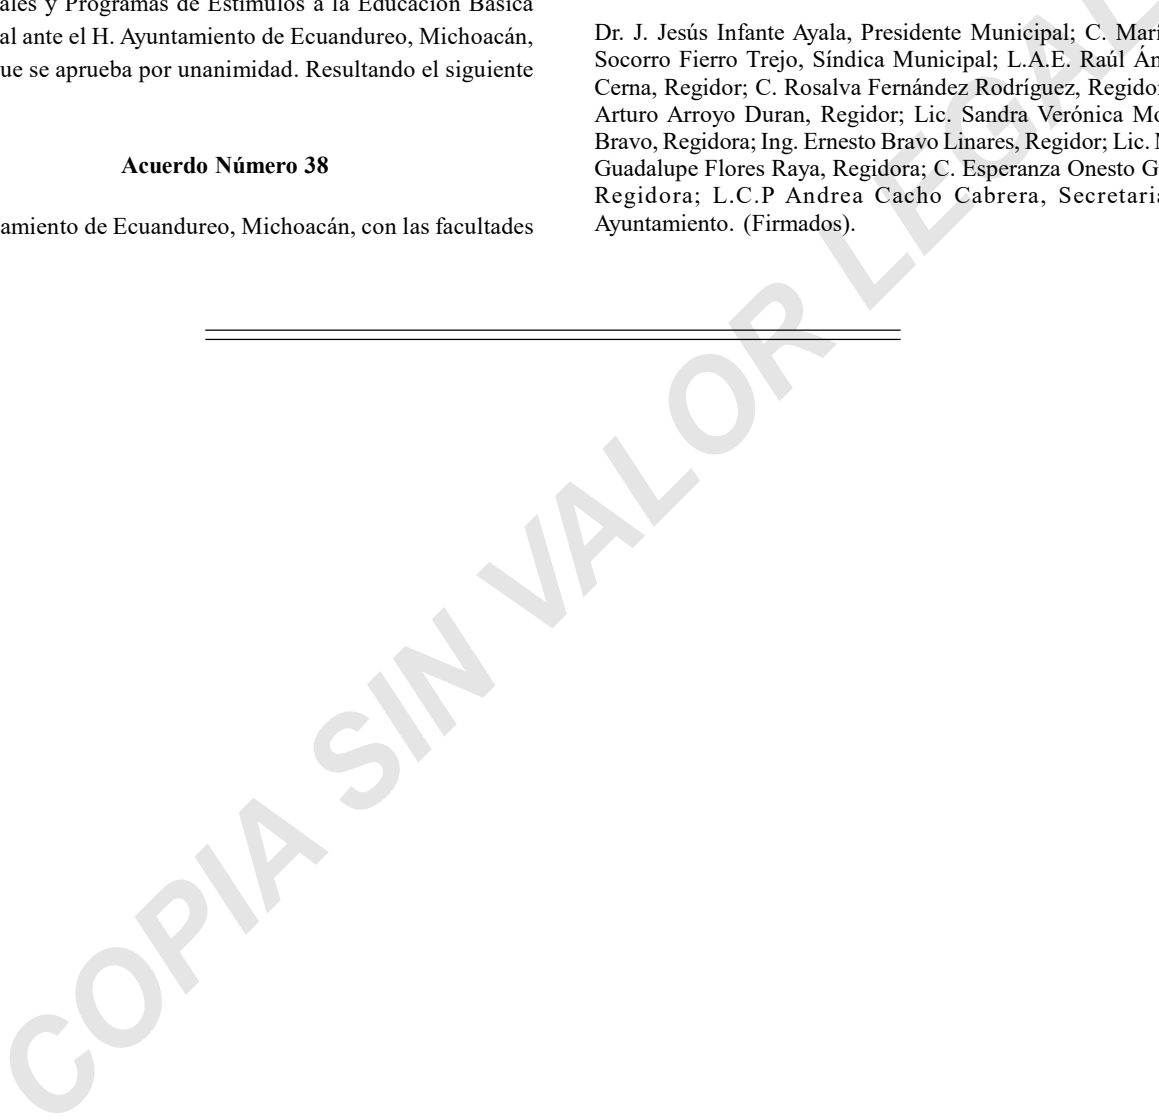 ales y Programas de Estímulos a la Educación Básica
al ante el H. Ayuntamiento de Ecuandureo, Michoacán,
ue se aprueba por unanimidad. Resultando el siguiente
Acuerdo Número 38
amiento de Ecuandureo, Michoacán, con las facultades
Dr. J. Jesús Infante Ayala, Presidente Municipal; C. Marí
Socorro Fierro Trejo, Síndica Municipal; L.A.E. Raúl Án
Cerna, Regidor; C. Rosalva Fernández Rodríguez, Regido
Arturo Arroyo Duran, Regidor; Lic. Sandra Verónica Mo
Bravo, Regidora; Ing. Ernesto Bravo Linares, Regidor; Lic.
Guadalupe Flores Raya, Regidora; C. Esperanza Onesto G
Regidora; L.C.P Andrea Cacho Cabrera, Secretaria
Ayuntamiento. (Firmados).
COPIA SIN VALOR LEGAL